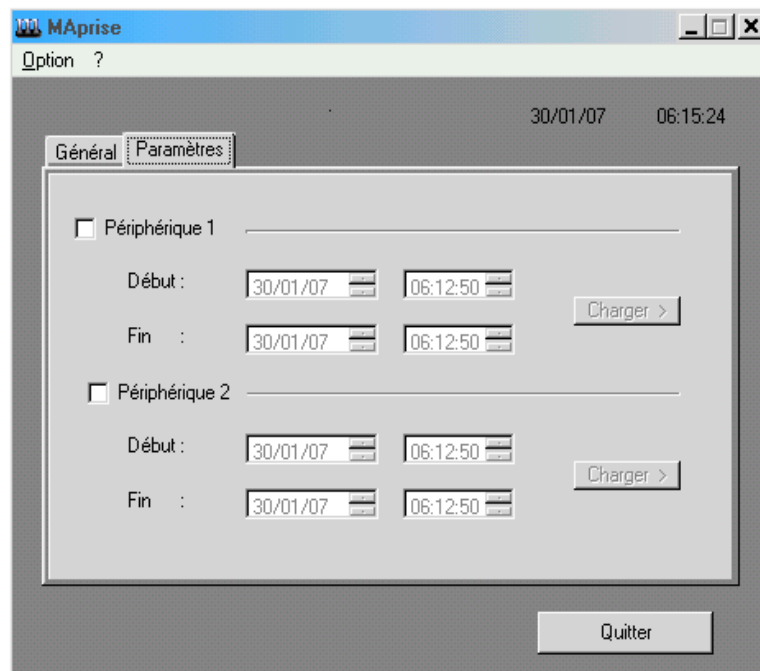 MAprise
Option ?
30/01/07 06:15:24
Général Paramètres
Périphérique 1
Début : 30/01/07 06:12:50
Charger >
Fin : 30/01/07 06:12:50
Périphérique 2
Début : 30/01/07 06:12:50
Charger >
Fin : 30/01/07 06:12:50
Quitter